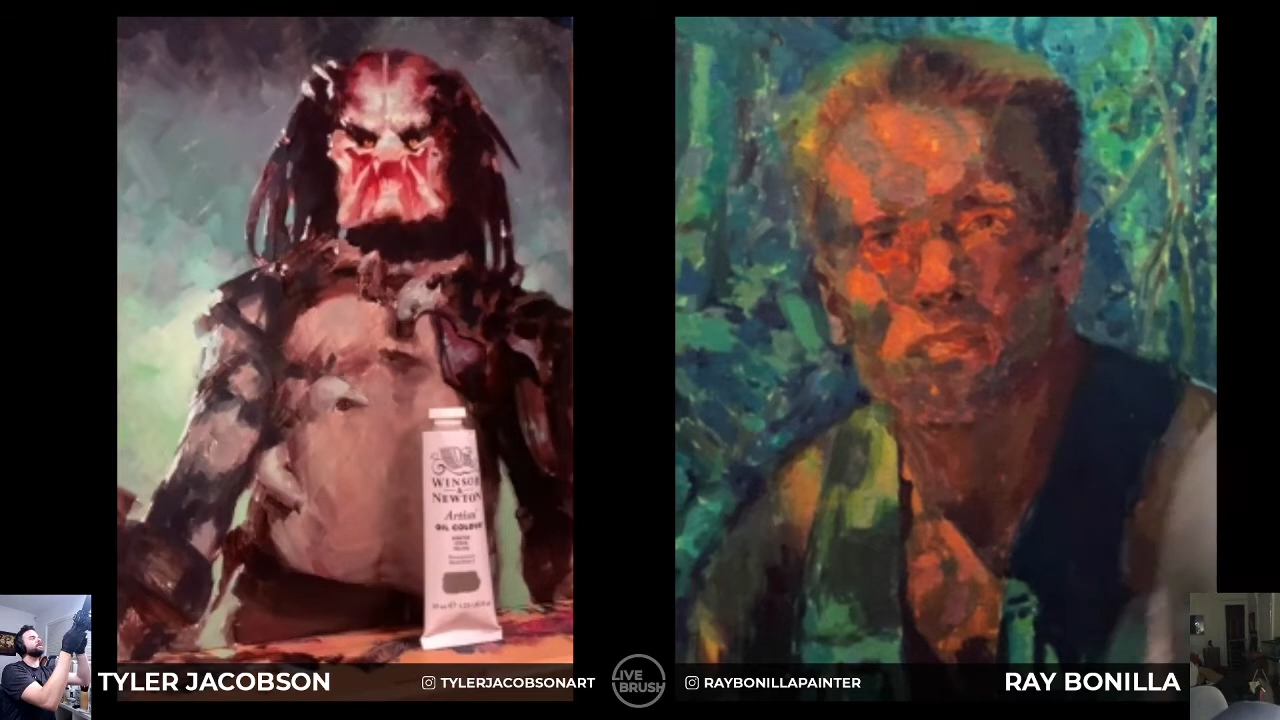 WINSOR
&
NEWTON
Artists'
OIL COLOUR
TYLER JACOBSON
TYLERJACOBSONART
LIVE
BRUSH
RAYBONILLAPAINTER
RAY BONILLA